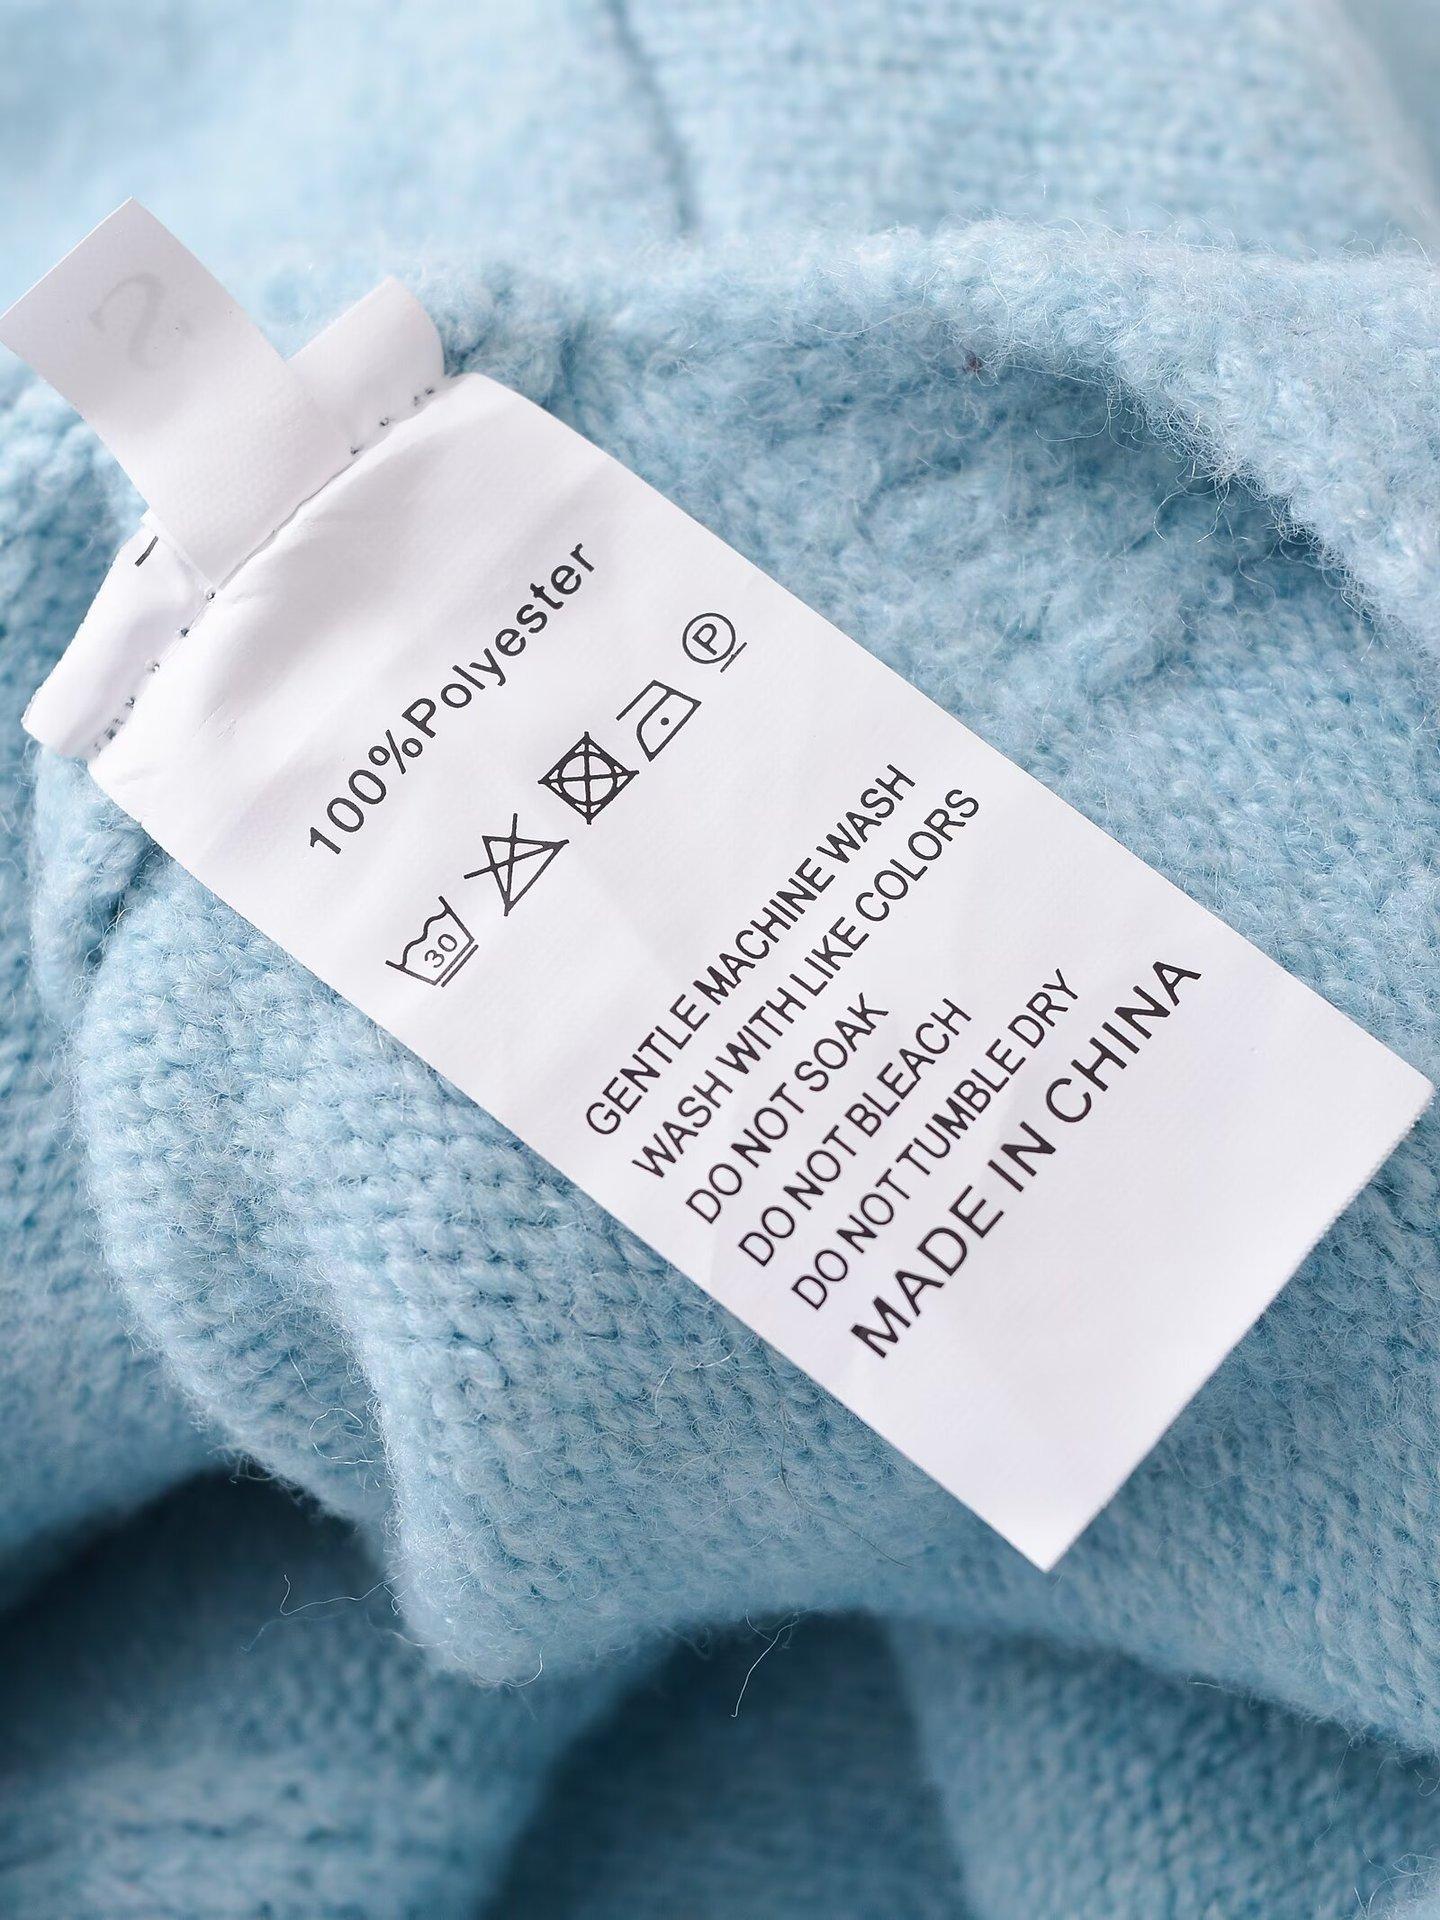 100%Polyester
30
P
GENTLE MACHINE WASH
WASH WITH LIKE COLORS
DO NOT SOAK
DO NOT BLEACH
DO NOT TUMBLE DRY
MADE IN CHINA